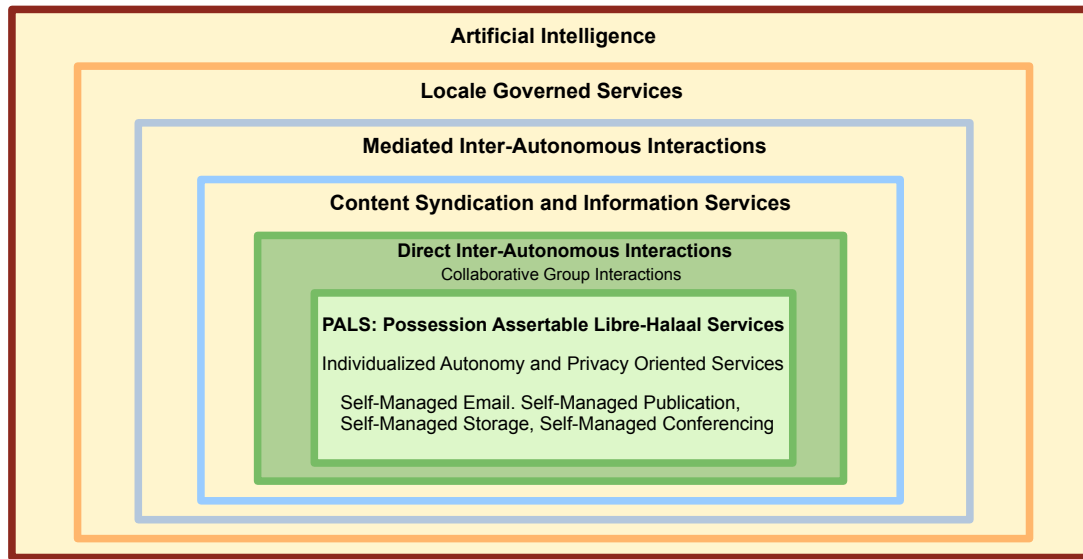 Artificial Intelligence
Locale Governed Services
Mediated Inter-Autonomous Interactions
Content Syndication and Information Services
Direct Inter-Autonomous Interactions
Collaborative Group Interactions
PALS: Possession Assertable Libre-Halaal Services
Individualized Autonomy and Privacy Oriented Services
Self-Managed Email. Self-Managed Publication,
Self-Managed Storage, Self-Managed Conferencing